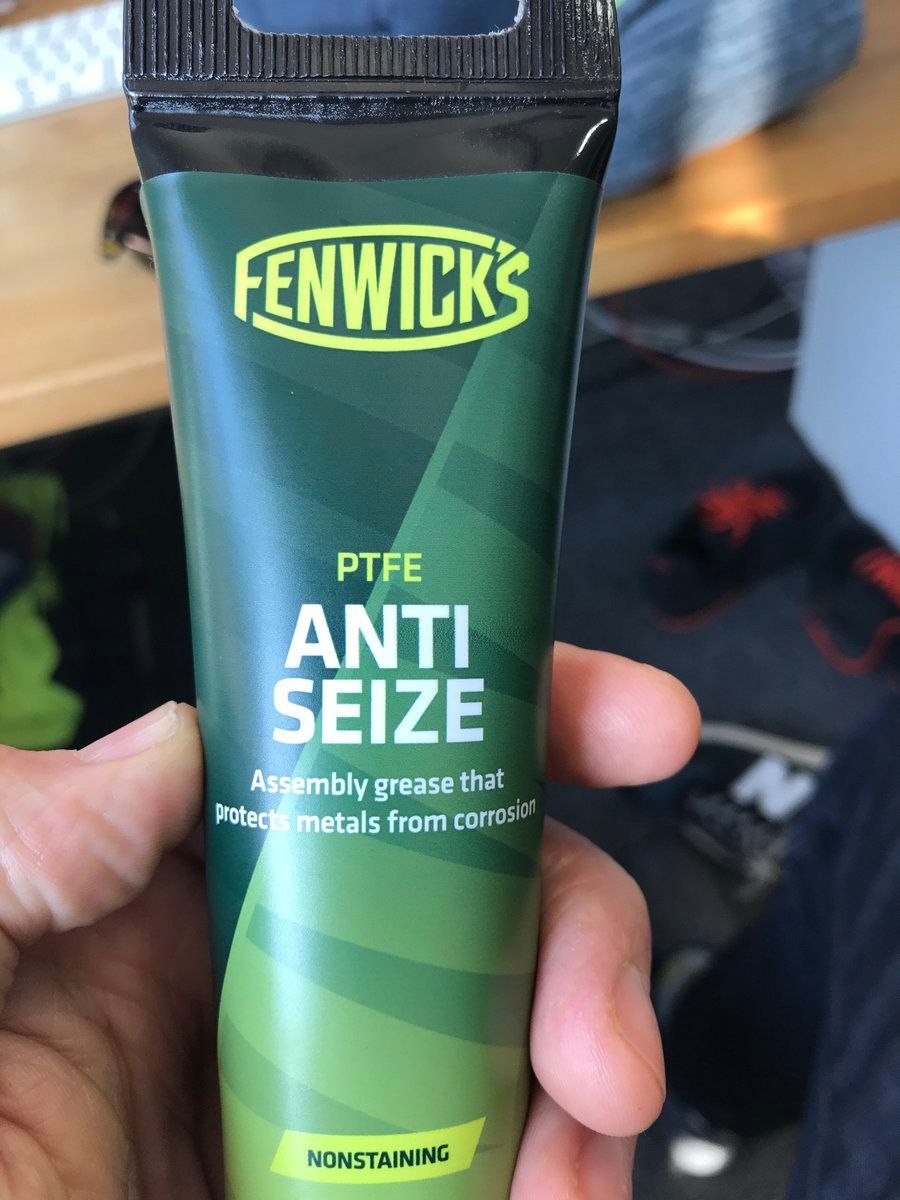 FENWICK'S
PTFE
ANTI
SEIZE
Assembly grease that
protects metals from corrosion
NONSTAINING
N